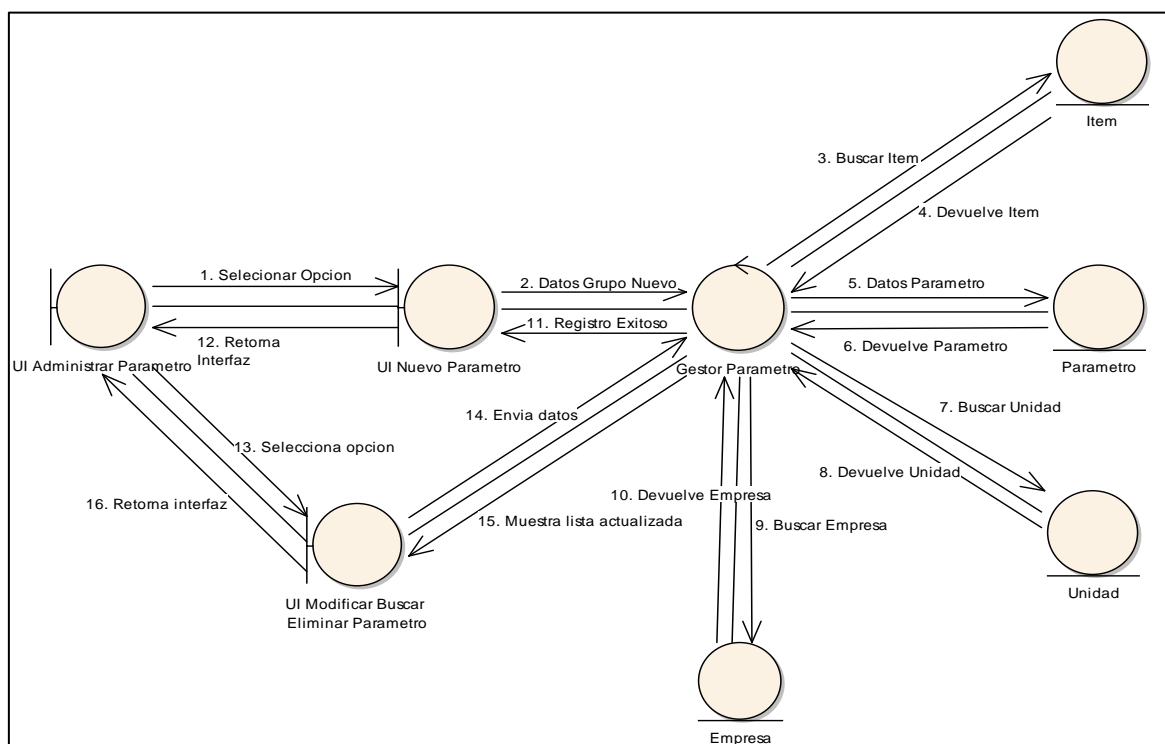 Item
3. Buscar Item
4. Devuelve Item
1. Selecionar Opcion
2. Datos Grupo Nuevo
5. Datos Parametro
11. Registro Exitoso
12. Retorna
Interfaz
6. Devuelve Parametro
UI Administrar Parametro
UI Nuevo Parametro
Gestor Parametro
Parametro
7. Buscar Unidad
14. Envia datos
13. Selecciona opcion
8. Devuelve Unidad
16. Retorna interfaz
10. Devuelve Empresa
15. Muestra lista actualizada
9. Buscar Empresa
Unidad
UI Modificar Buscar
Eliminar Parametro
Empresa